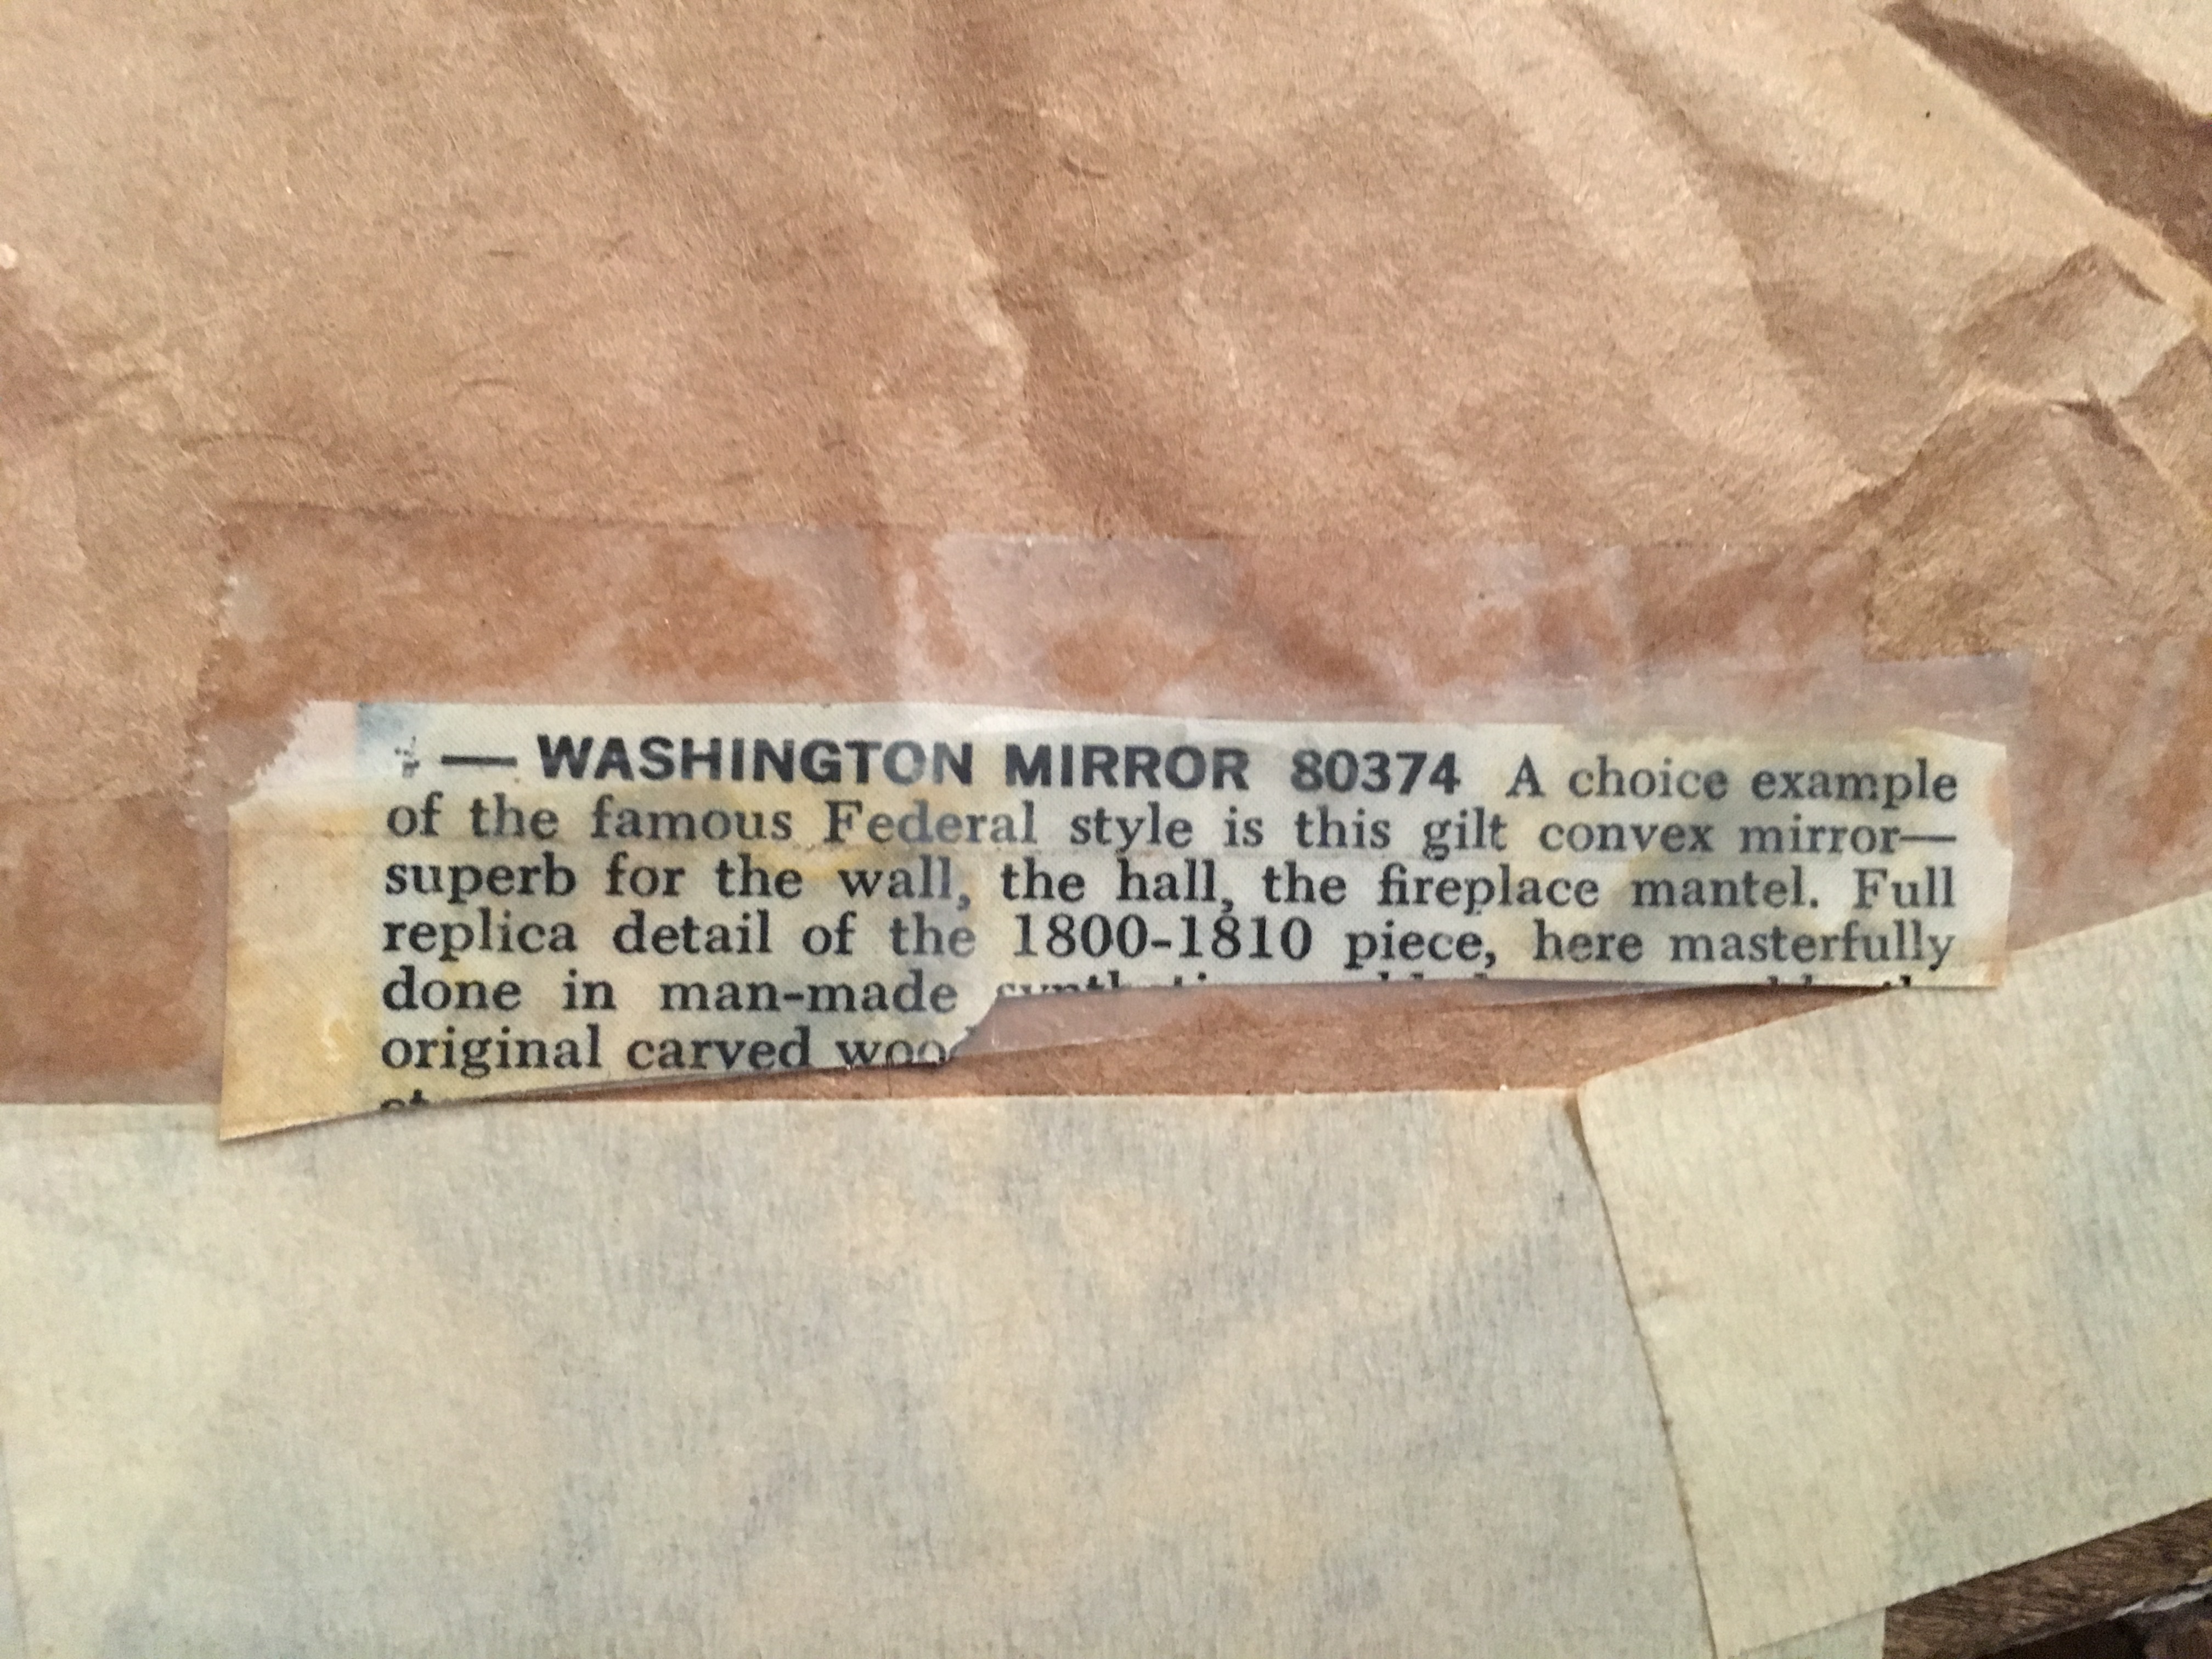 — WASHINGTON MIRROR 80374 A choice example
of the famous Federal style is this gilt convex mirror—
superb for the wall, the hall, the fireplace mantel. Full
replica detail of the 1800-1810 piece, here masterfully
done in man-made
original carved